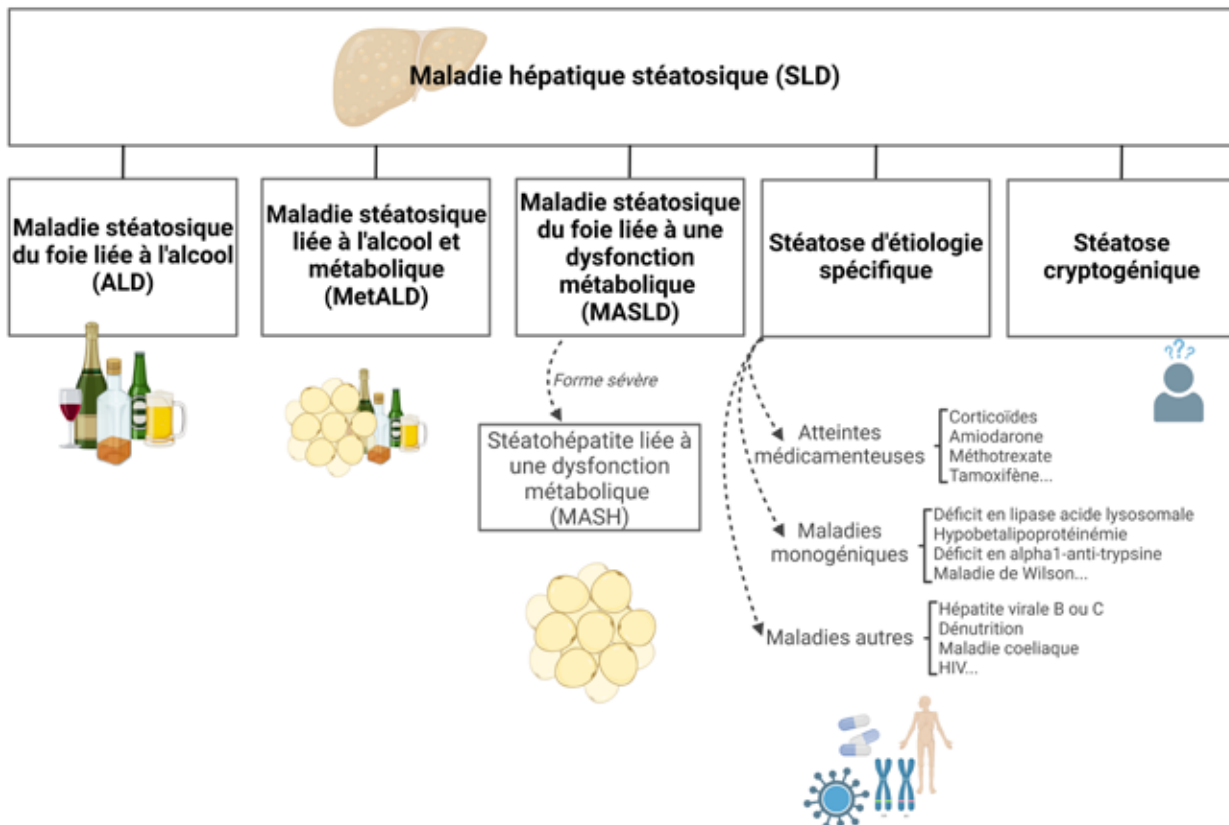 Maladie hépatique stéatosique (SLD)
Maladie stéatosique
du foie liée à l'alcool
(ALD)
Maladie stéatosique
liée à l'alcool et
métabolique
(MetALD)
Maladie stéatosique
du foie liée à une
dysfonction
métabolique
(MASLD)
Stéatose d'étiologie
spécifique
Stéatose
cryptogénique
Forme sévère
Stéatohépatite liée à
une dysfonction
métabolique
(MASH)
???
Atteintes
médicamenteuses
Corticoïdes
Amiodarone
Méthotrexate
Tamoxifène...
Maladies
monogéniques
Déficit en lipase acide lysosomale
Hypobetalipoprotéinémie
Déficit en alpha1-anti-trypsine
Maladie de Wilson...
Maladies autres
Hépatite virale B ou C
Dénutrition
Maladie coeliaque
HIV...